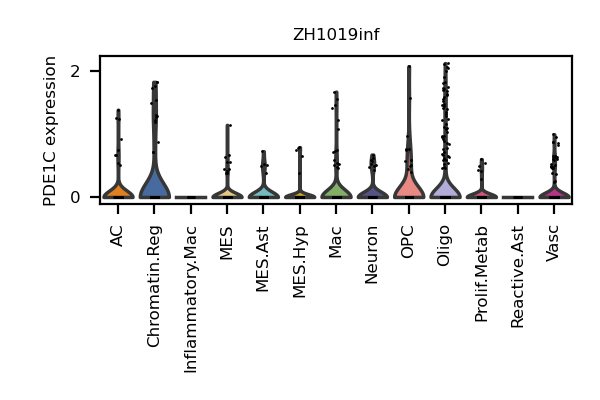 ZH1019inf
PDE1C expression
2
0
AC
Chromatin.Reg
Inflammatory.Mac
MES
MES.Ast
MES.Hyp
Mac
Neuron
OPC
Oligo
Prolif.Metab
Reactive.Ast
Vasc